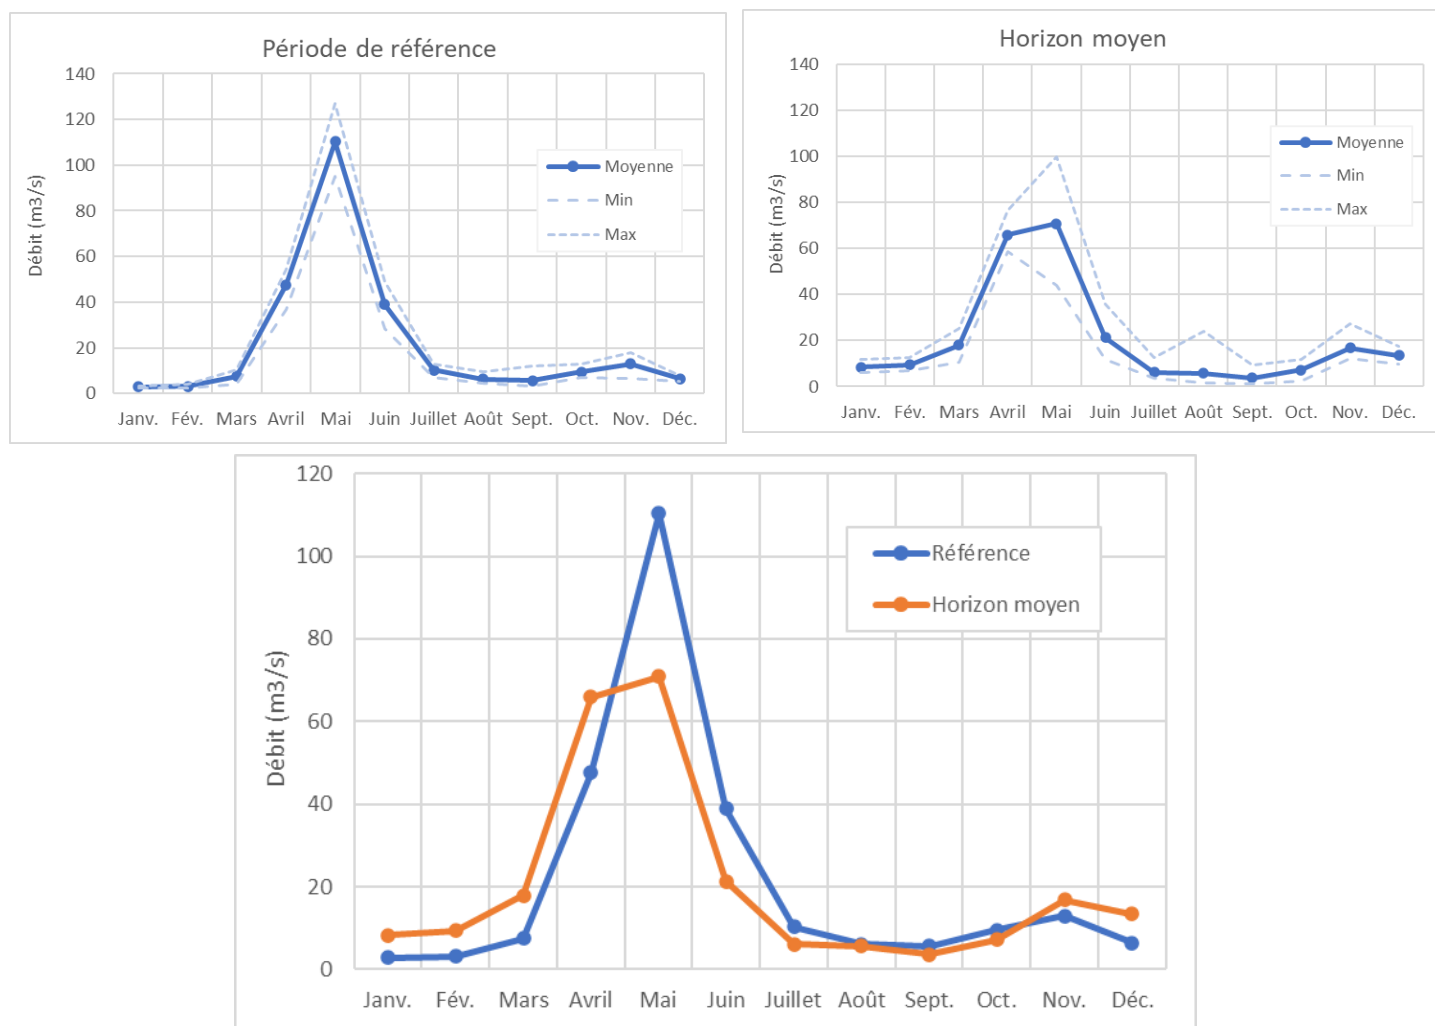 Période de référence
140
120
100
80
60
40
20
0
Débit (m3/s)
Moyenne
Min
Max
Janv. Fév. Mars Avril Mai Juin Juillet Août Sept. Oct. Nov. Déc.
Horizon moyen
140
120
100
80
60
40
20
0
Débit (m3/s)
Moyenne
Min
Max
Janv. Fév. Mars Avril Mai Juin Juillet Août Sept. Oct. Nov. Déc.
120
100
80
60
40
20
0
Débit (m3/s)
Référence
Horizon moyen
Janv. Fév. Mars Avril Mai Juin Juillet Août Sept. Oct. Nov. Déc.